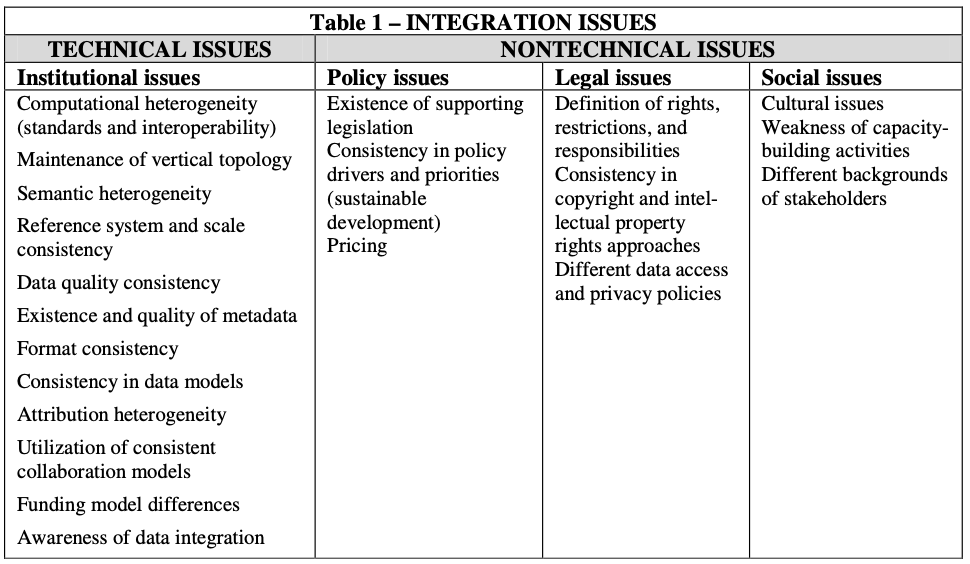 Table 1 – INTEGRATION ISSUES
TECHNICAL ISSUES
NONTECHNICAL ISSUES
Institutional issues
Policy issues
Legal issues
Social issues
Computational heterogeneity
(standards and interoperability)
Maintenance of vertical topology
Semantic heterogeneity
Reference system and scale
consistency
Data quality consistency
Existence and quality of metadata
Format consistency
Consistency in data models
Attribution heterogeneity
Utilization of consistent
collaboration models
Funding model differences
Awareness of data integration
Existence of supporting
legislation
Consistency in policy
drivers and priorities
(sustainable
development)
Pricing
Definition of rights,
restrictions, and
responsibilities
Consistency in
copyright and intel-
lectual property
rights approaches
Different data access
and privacy policies
Cultural issues
Weakness of capacity-
building activities
Different backgrounds
of stakeholders